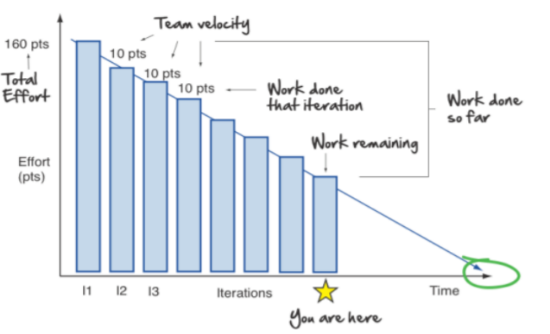 Team velocity
160 pts
10 pts
10 pts
10 pts
Total
Effort
Work done
that iteration
Work done
so far
Work remaining
Effort
(pts)
I1
I2
I3
Iterations
Time
You are here